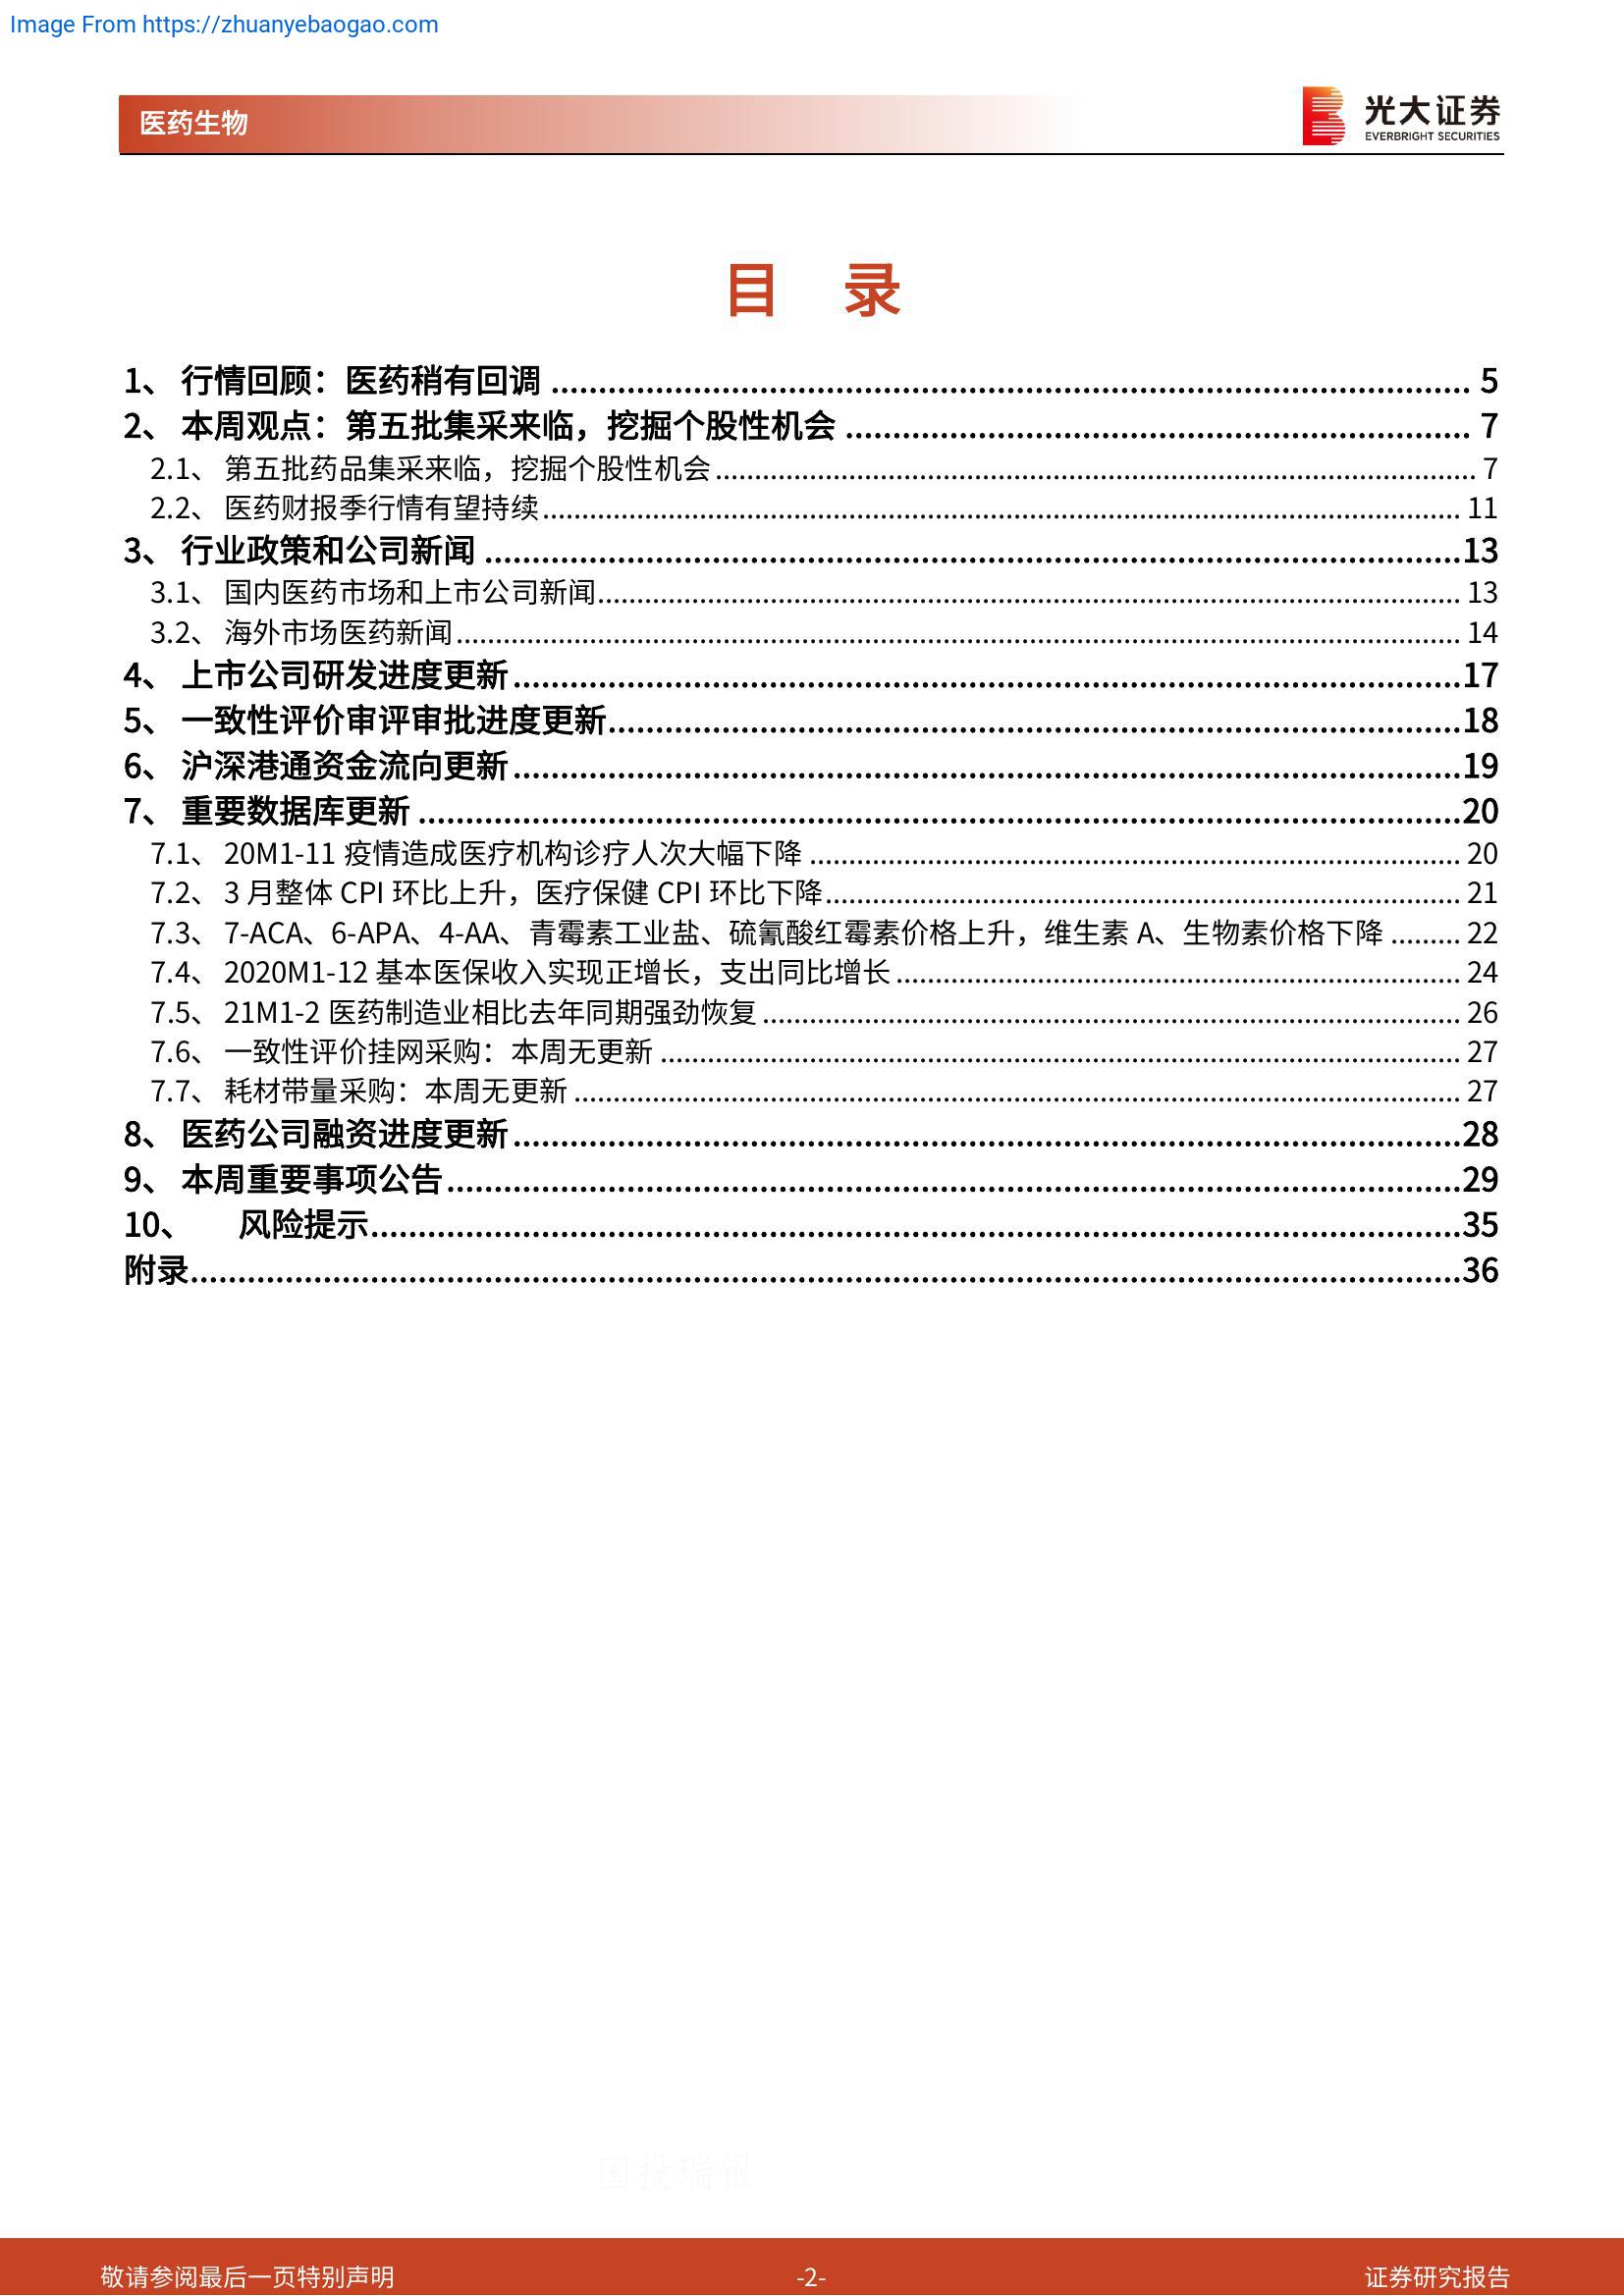 Image From https://zhuanyebaogao.com
医药生物
光大证券
EVERBRIGHT SECURITIES
目 录
1、 行情回顾：医药稍有回调 5
2、 本周观点：第五批集采来临，挖掘个股性机会 7
2.1、 第五批药品集采来临，挖掘个股性机会 7
2.2、 医药财报季行情有望持续 11
3、 行业政策和公司新闻 13
3.1、 国内医药市场和上市公司新闻 13
3.2、 海外市场医药新闻 14
4、 上市公司研发进度更新 17
5、 一致性评价审评审批进度更新 18
6、 沪深港通资金流向更新 19
7、 重要数据库更新 20
7.1、 20M1-11 疫情造成医疗机构诊疗人次大幅下降 20
7.2、 3 月整体 CPI 环比上升，医疗保健 CPI 环比下降 21
7.3、 7-ACA、6-APA、4-AA、青霉素工业盐、硫氰酸红霉素价格上升，维生素 A、生物素价格下降 22
7.4、 2020M1-12 基本医保收入实现正增长，支出同比增长 24
7.5、 21M1-2 医药制造业相比去年同期强劲恢复 26
7.6、 一致性评价挂网采购：本周无更新 27
7.7、 耗材带量采购：本周无更新 27
8、 医药公司融资进度更新 28
9、 本周重要事项公告 29
10、 风险提示 35
附录 36
国投瑞银
敬请参阅最后一页特别声明
-2-
证券研究报告